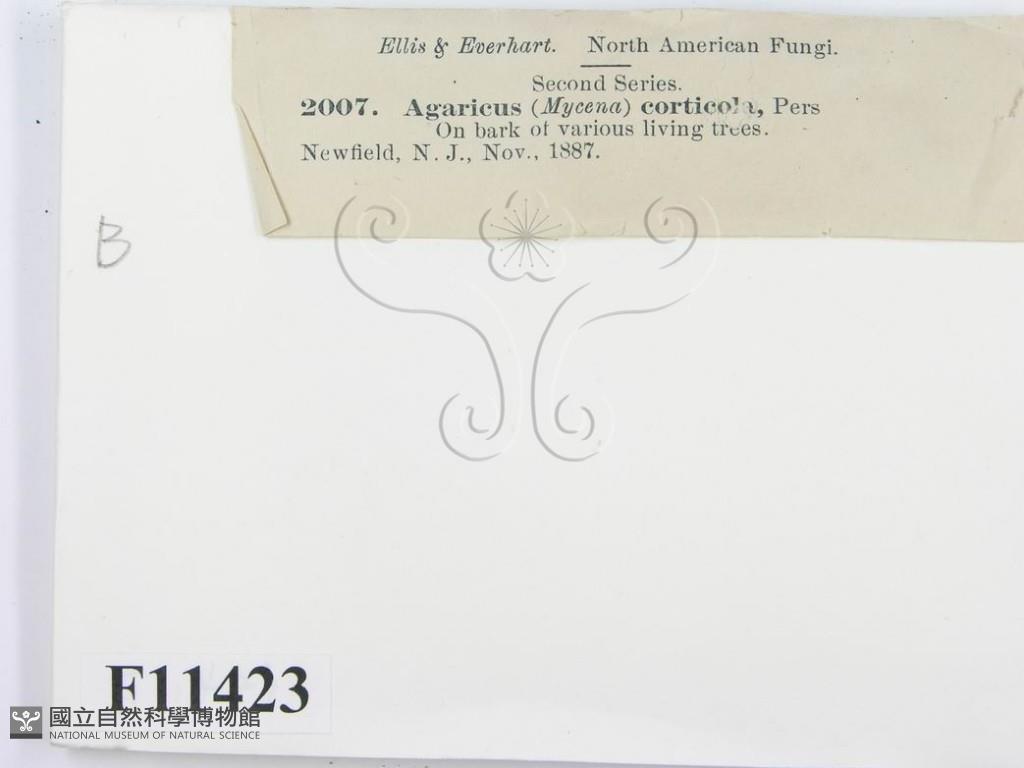 Ellis & Everhart. North American Fungi.
Second Series.
2007. Agaricus (Mycena) corticola, Pers
On bark of various living trees.
Newfield, N. J., Nov., 1887.
B
F11423
國立自然科學博物館
NATIONAL MUSEUM OF NATURAL SCIENCE